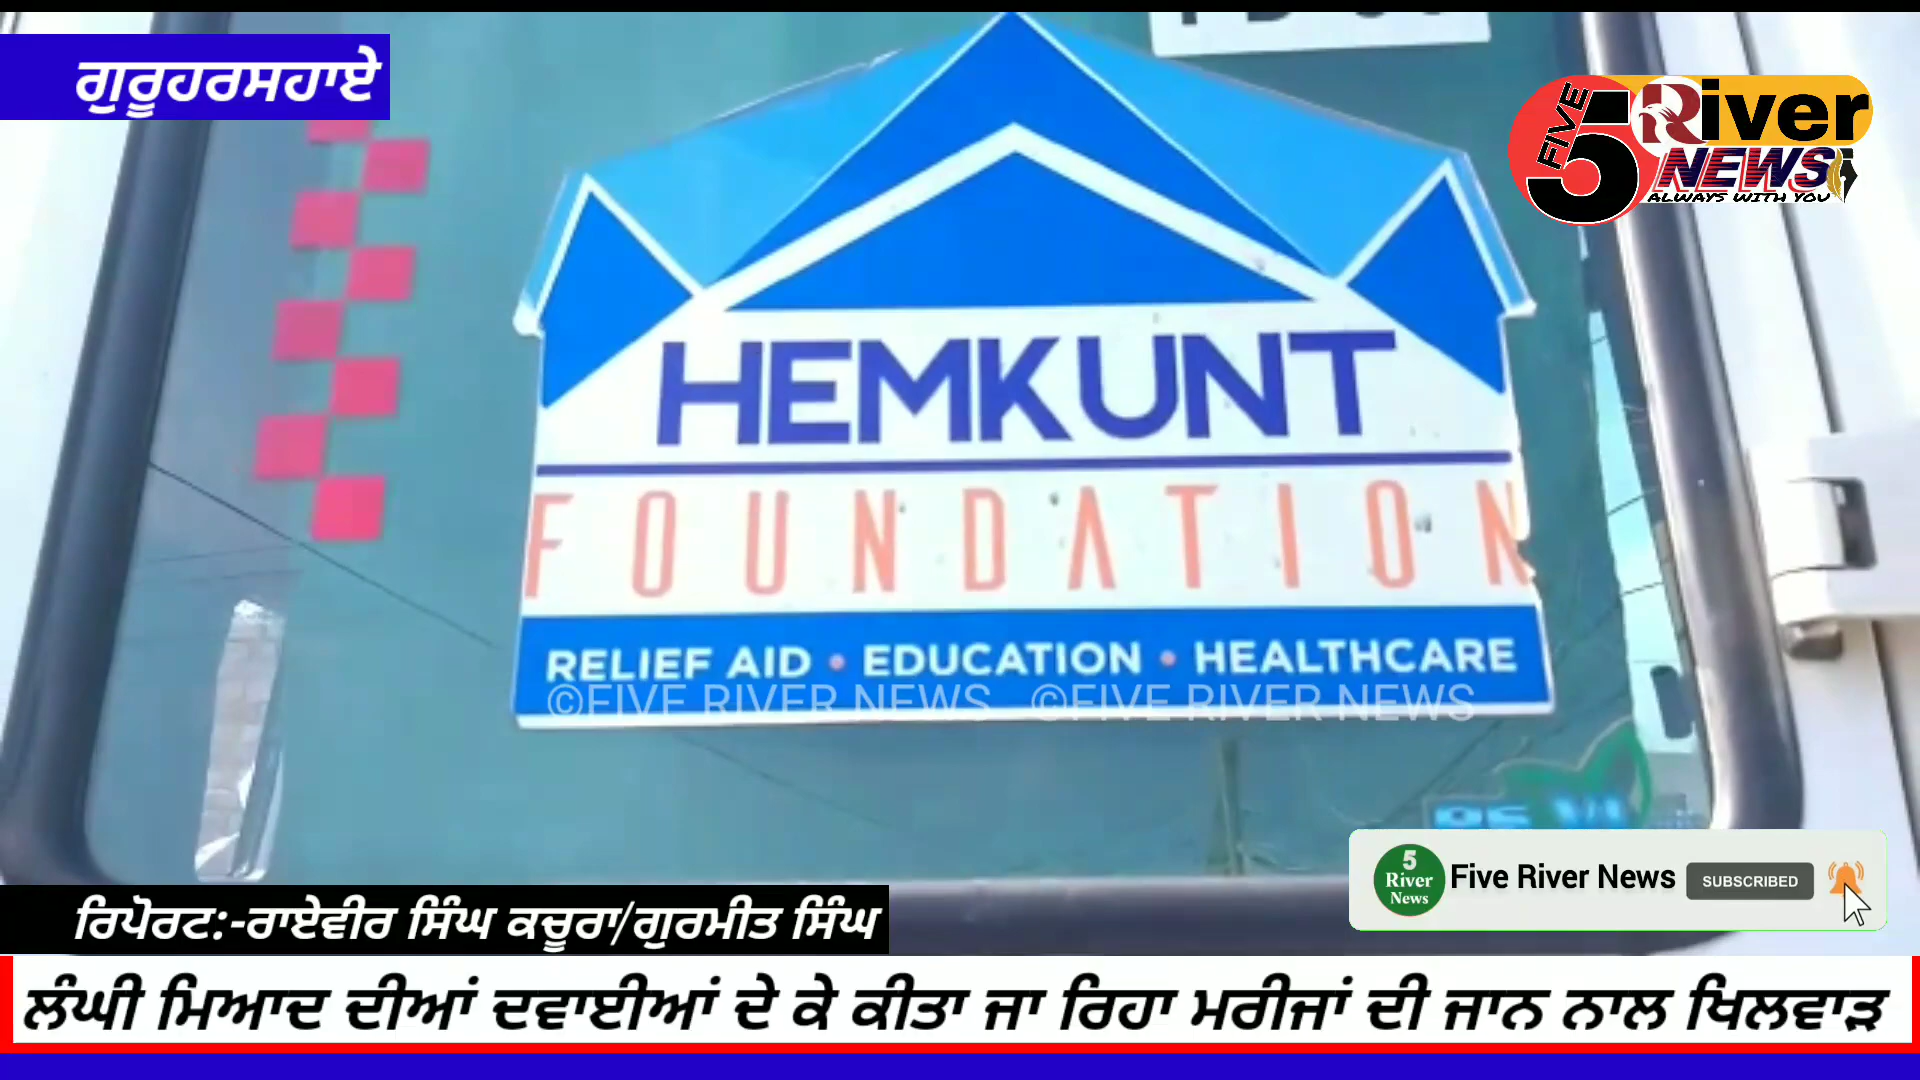 ਗੁਰੂਹਰਸਹਾਏ
FIVE
5 River
NEWS
ALWAYS WITH YOU
HEMKUNT
FOUNDATION
RELIEF AID • EDUCATION • HEALTHCARE
©FIVE RIVER NEWS ©FIVE RIVER NEWS
5
River
News
Five River News
SUBSCRIBED
ਰਿਪੋਰਟ:-ਰਾਏਵੀਰ ਸਿੰਘ ਕਚੂਰਾ/ਗੁਰਮੀਤ ਸਿੰਘ
ਲੰਘੀ ਮਿਆਦ ਦੀਆਂ ਦਵਾਈਆਂ ਦੇ ਕੇ ਕੀਤਾ ਜਾ ਰਿਹਾ ਮਰੀਜਾਂ ਦੀ ਜਾਨ ਨਾਲ ਖਿਲਵਾੜ